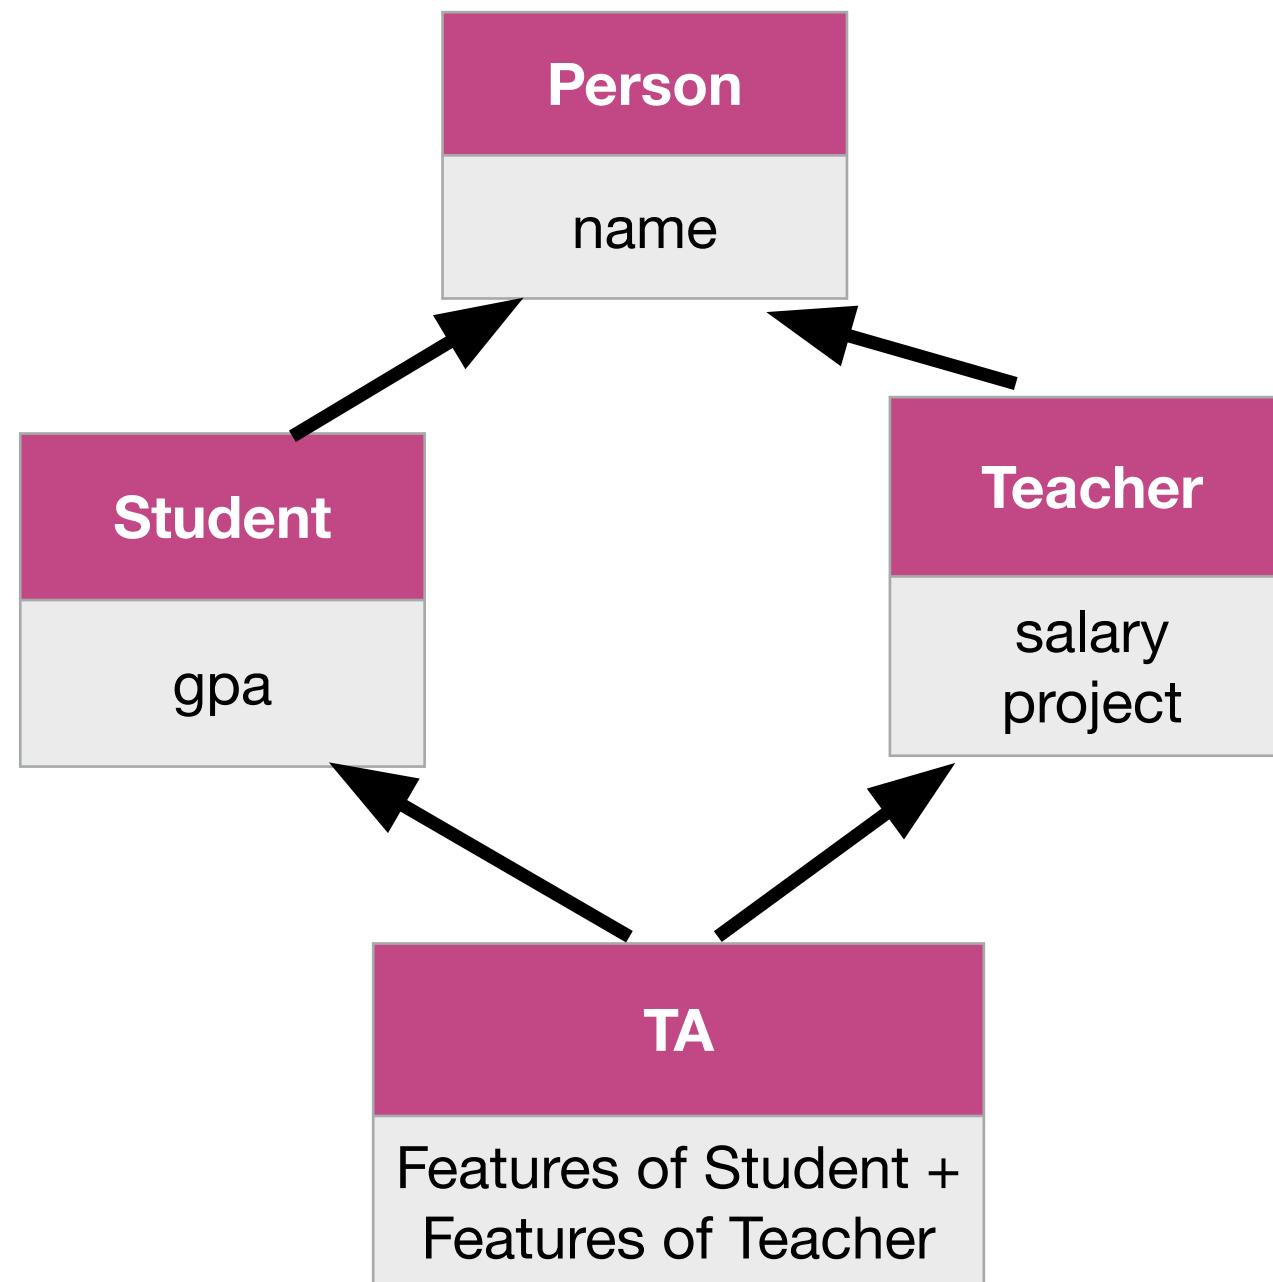 Person
name
Student
gpa
Teacher
salary
project
TA
Features of Student +
Features of Teacher